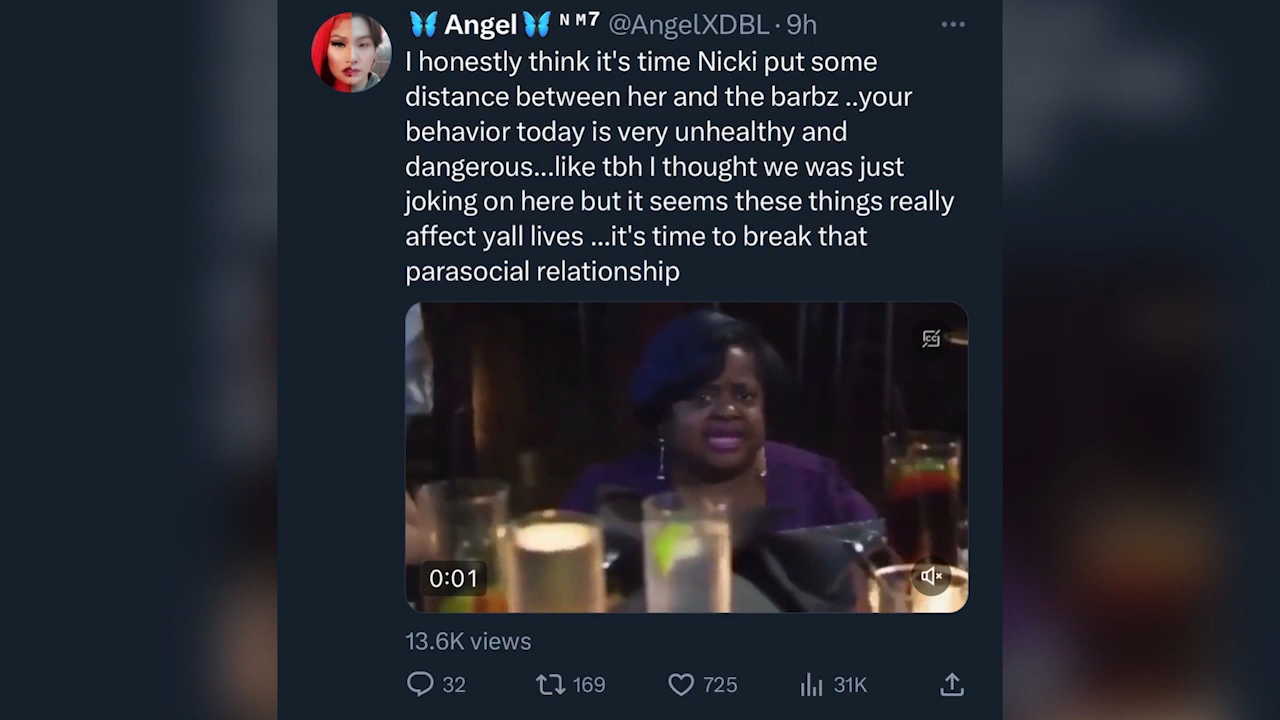 🦋 Angel 🦋 ᴺ ᴹ⁷ @AngelXDBL · 9h
I honestly think it's time Nicki put some
distance between her and the barbz ..your
behavior today is very unhealthy and
dangerous...like tbh I thought we was just
joking on here but it seems these things really
affect yall lives ...it's time to break that
parasocial relationship
CC
0:01
13.6K views
32 169 725 31K